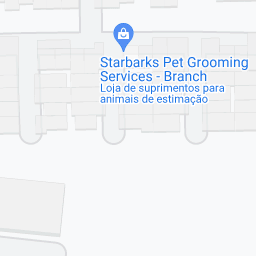 Starbarks Pet Grooming
Services - Branch
Loja de suprimentos para
animais de estimação